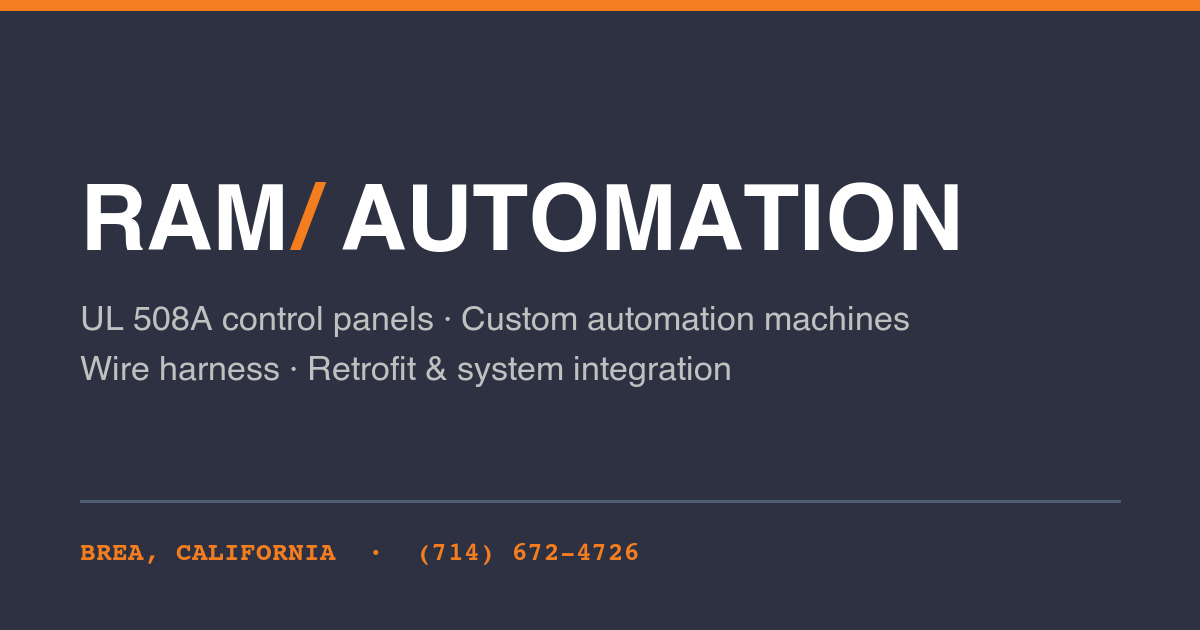 RAM/ AUTOMATION
UL 508A control panels · Custom automation machines
Wire harness · Retrofit & system integration
BREA, CALIFORNIA · (714) 672-4726